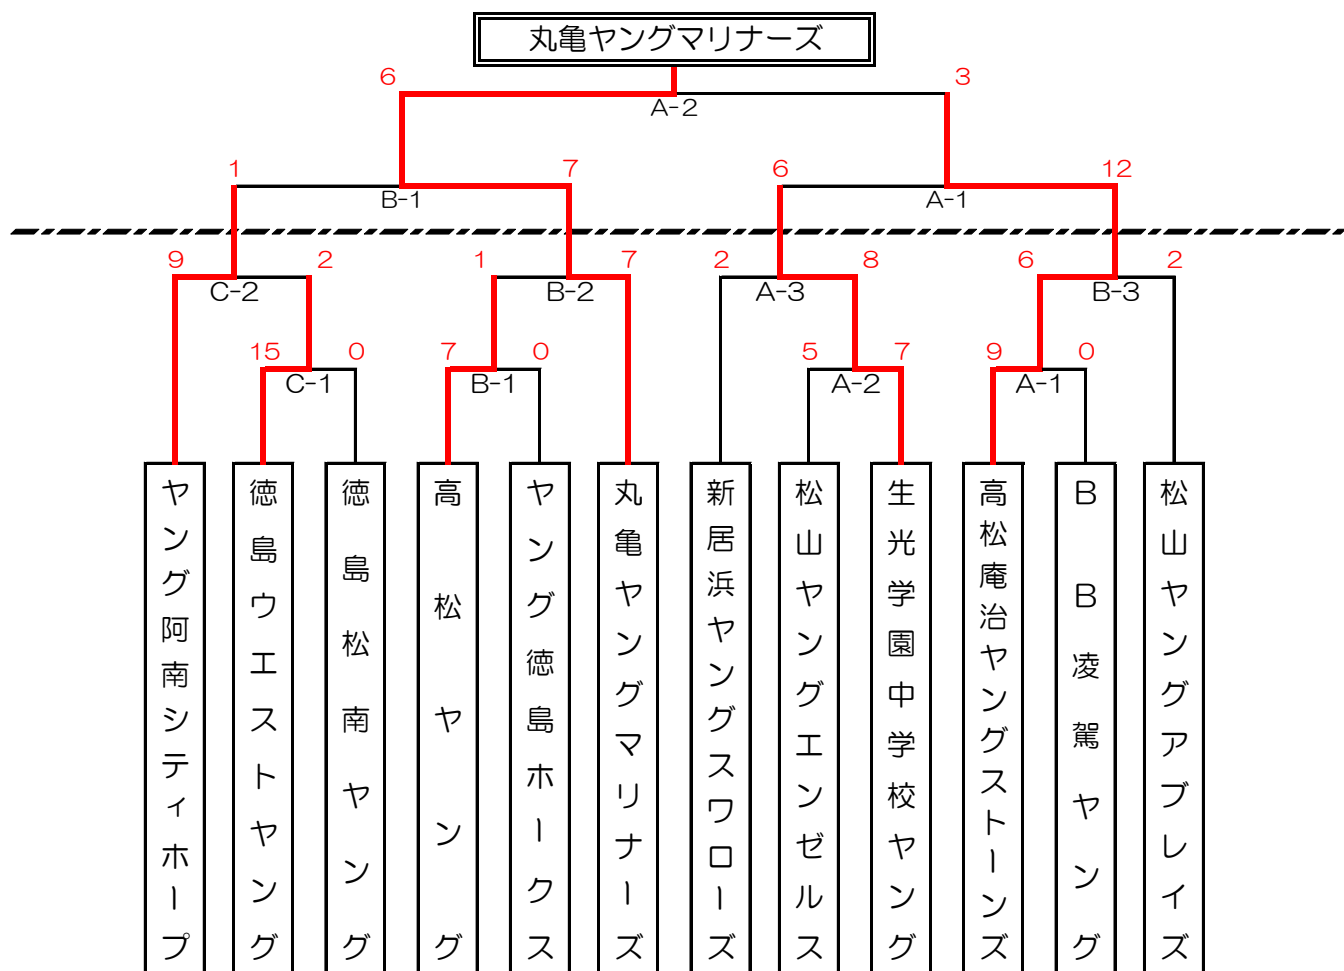 丸亀ヤングマリナーズ
6 3
A-2
1 7 6 12
B-1 A-1
9 2 1 7 2 8 6 2
C-2 B-2 A-3 B-3
15 0 7 0 5 7 9 0
C-1 B-1 A-2 A-1
ヤング阿南シティホープ
徳島ウエストヤング
徳島松南ヤング
高松ヤング
ヤング徳島ホークス
丸亀ヤングマリナーズ
新居浜ヤングスワローズ
松山ヤングエンゼルス
生光学園中学校ヤング
高松庵治ヤングストーンズ
BB凌駕ヤング
松山ヤングアブレイズ